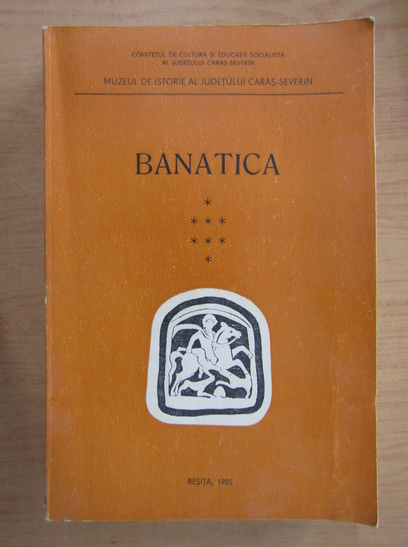 COMITETUL DE CULTURĂ ȘI EDUCAȚIE SOCIALISTĂ
AL JUDEȚULUI CARAȘ-SEVERIN
MUZEUL DE ISTORIE AL JUDEȚULUI CARAȘ-SEVERIN
BANATICA
*
* * *
* * *
*
REȘIȚA, 1985